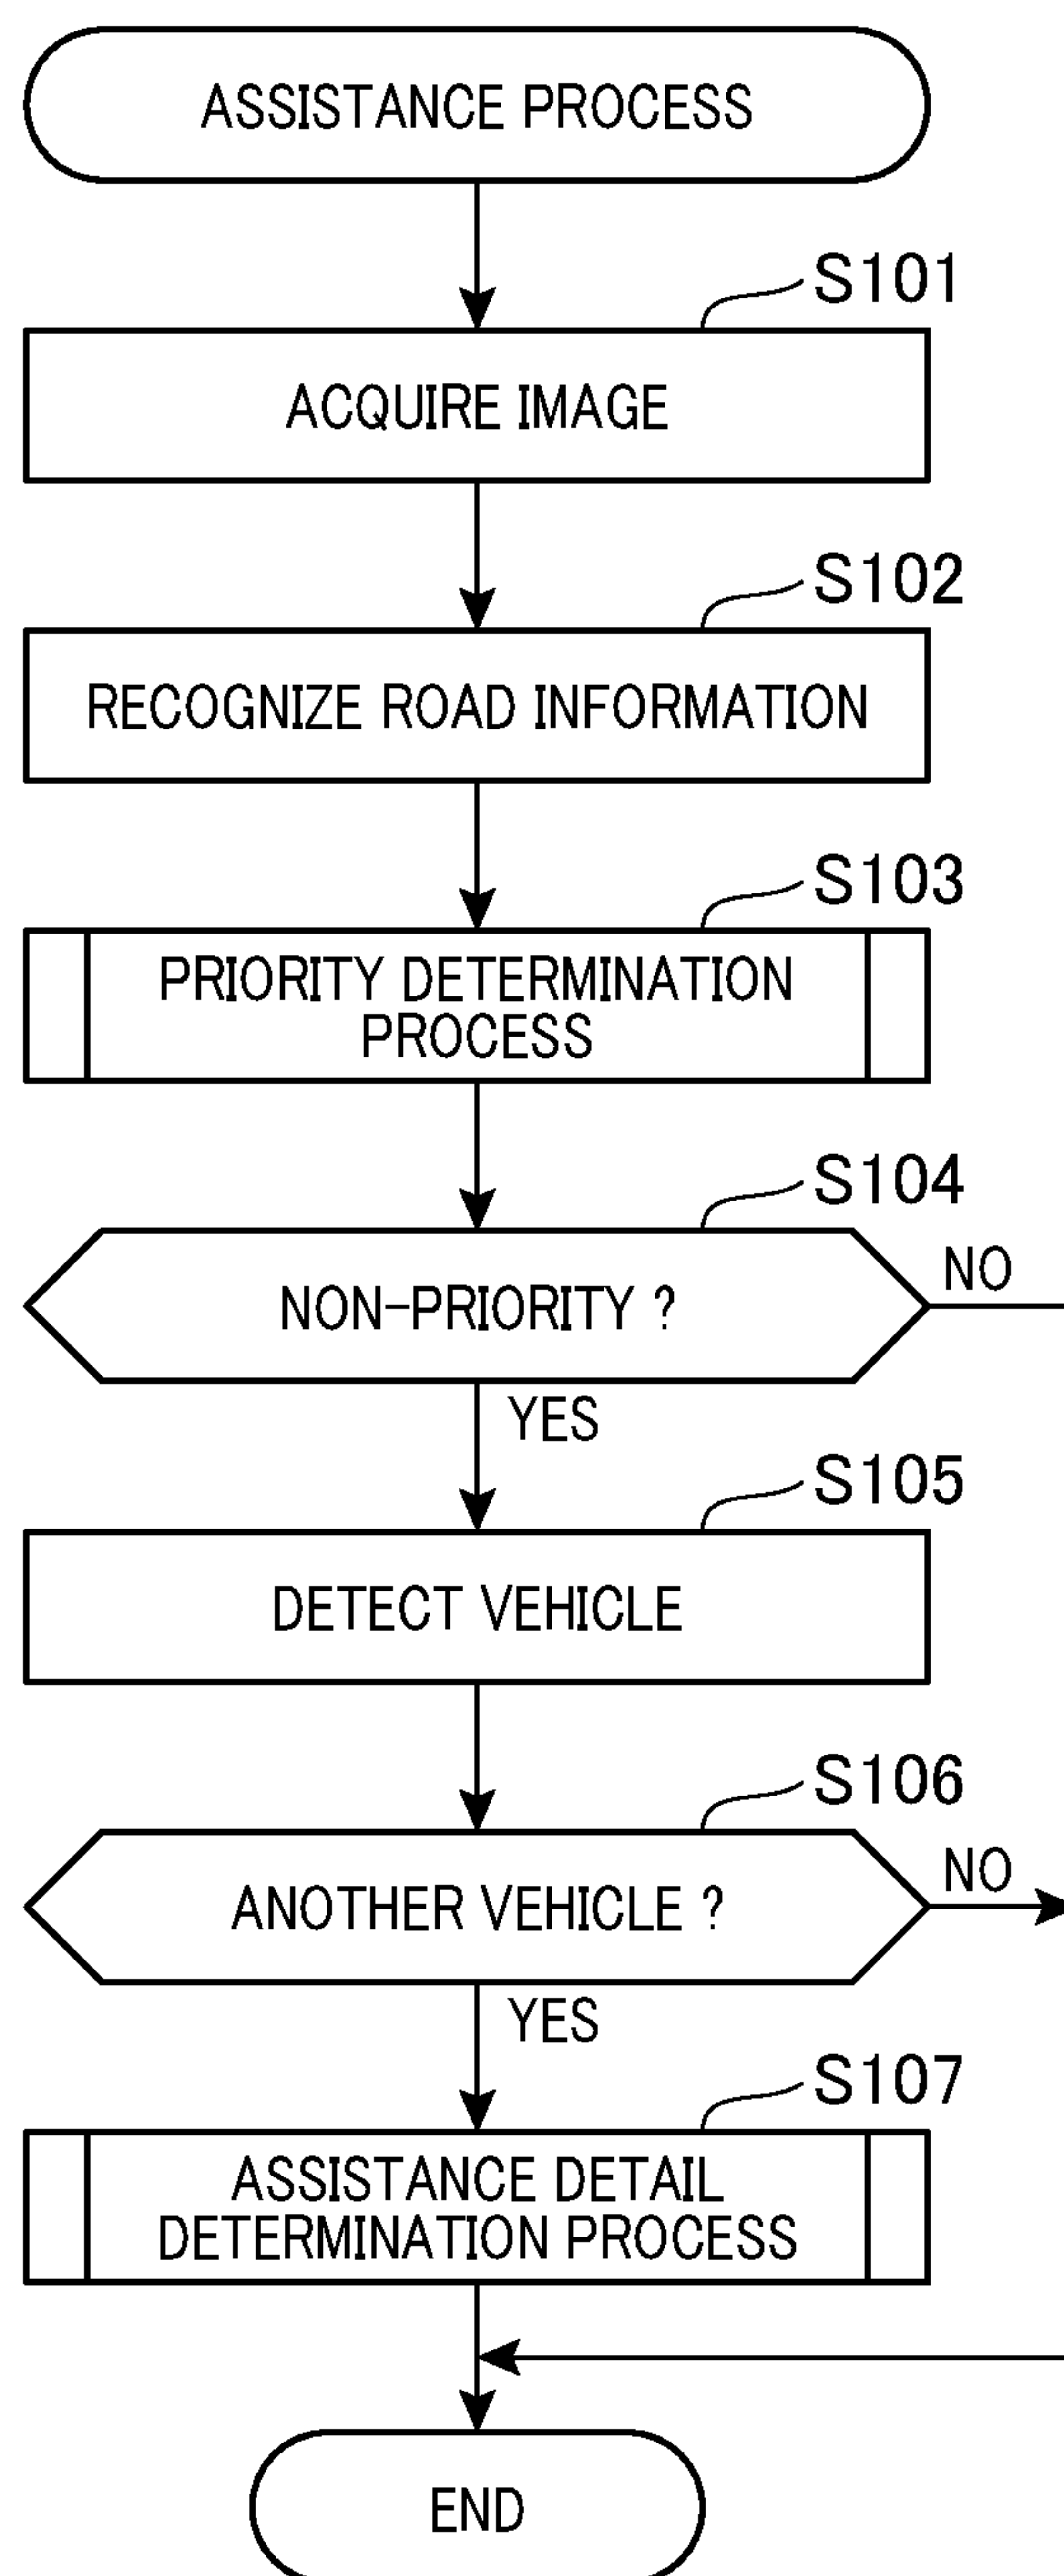 ASSISTANCE PROCESS
S101
ACQUIRE IMAGE
S102
RECOGNIZE ROAD INFORMATION
S103
PRIORITY DETERMINATION
PROCESS
S104
NON-PRIORITY ?
NO
YES
S105
DETECT VEHICLE
S106
ANOTHER VEHICLE ?
NO
YES
S107
ASSISTANCE DETAIL
DETERMINATION PROCESS
END